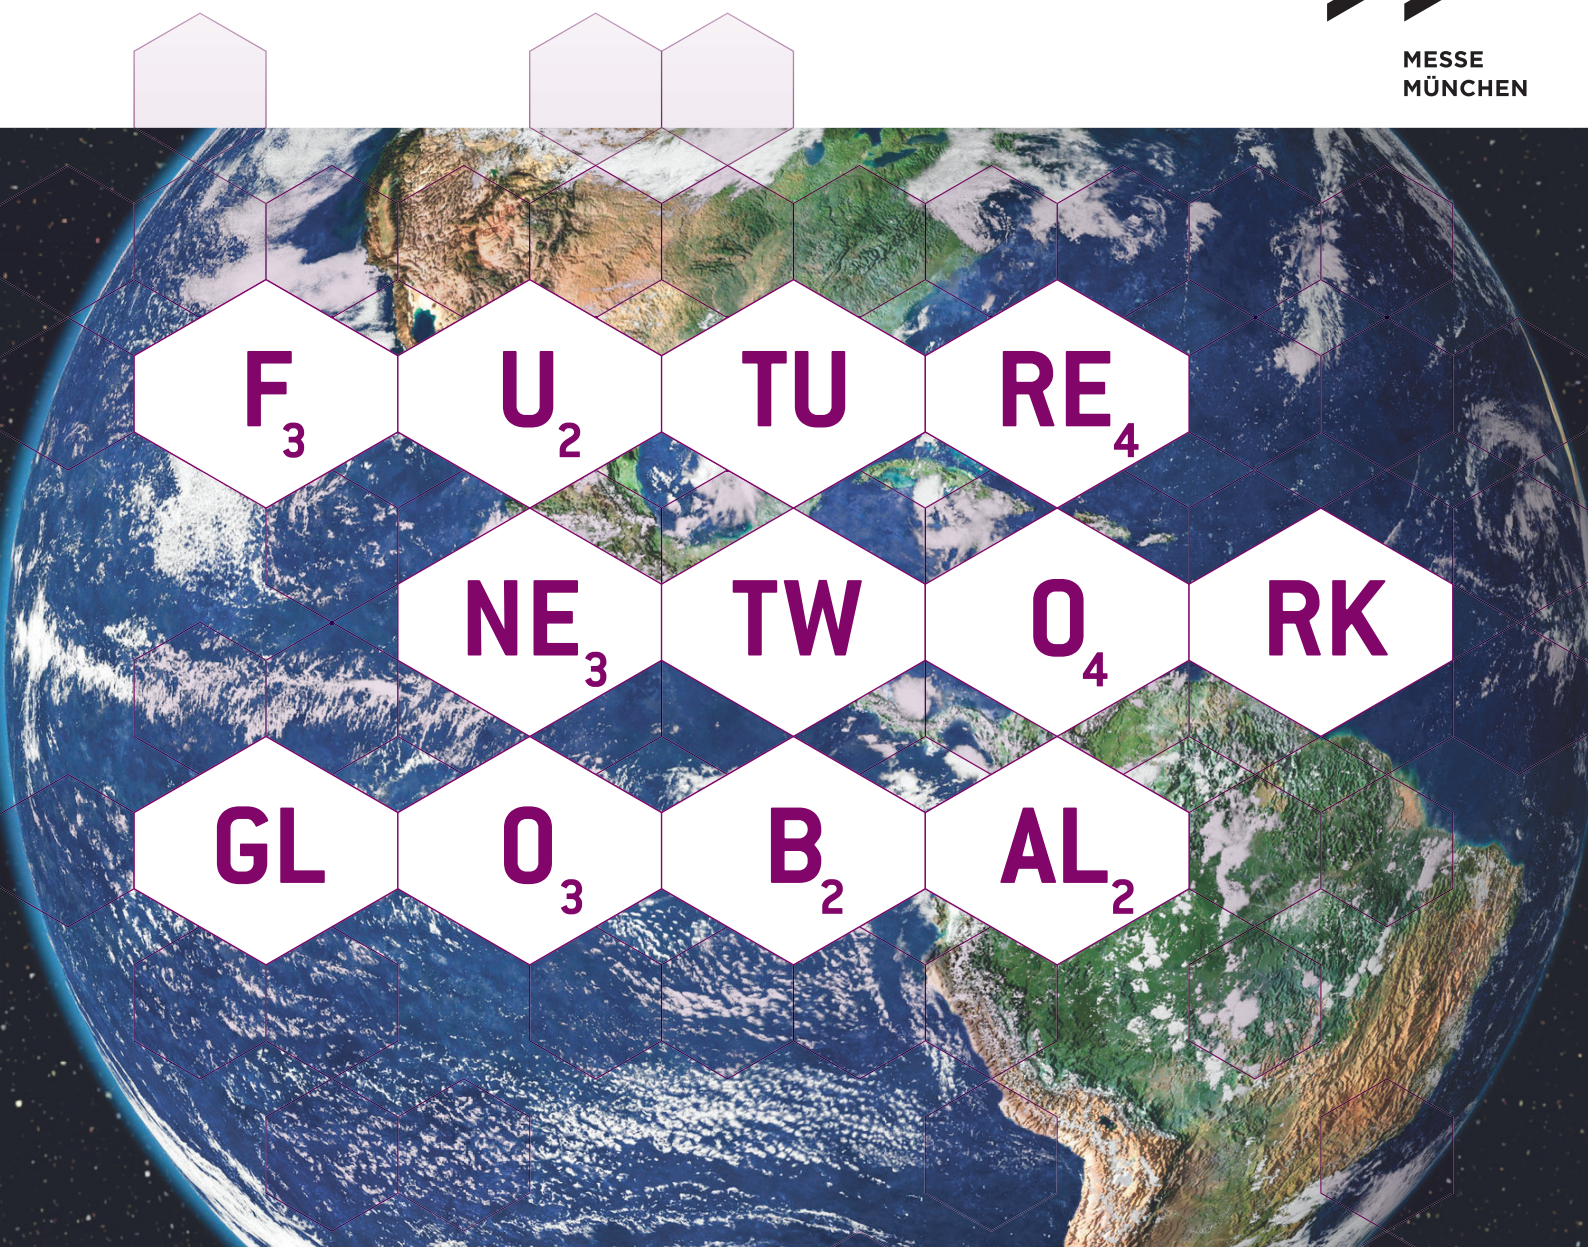 MESSE
MÜNCHEN
F₃ U₂ TU RE₄
NE₃ TW O₄ RK
GL O₃ B₂ AL₂